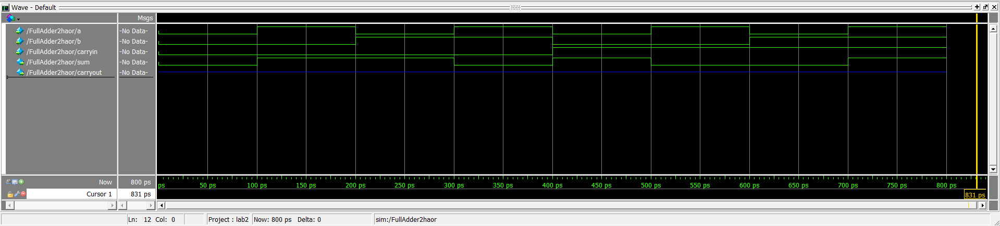 Wave - Default
Msgs
/FullAdder2haor/a -No Data-
/FullAdder2haor/b -No Data-
/FullAdder2haor/carryin -No Data-
/FullAdder2haor/sum -No Data-
/FullAdder2haor/carryout -No Data-
Now 800 ps ps 50 ps 100 ps 150 ps 200 ps 250 ps 300 ps 350 ps 400 ps 450 ps 500 ps 550 ps 600 ps 650 ps 700 ps 750 ps 800 ps
Cursor 1 831 ps 831 ps
Ln: 12 Col: 0 Project : lab2 Now: 800 ps Delta: 0 sim:/FullAdder2haor